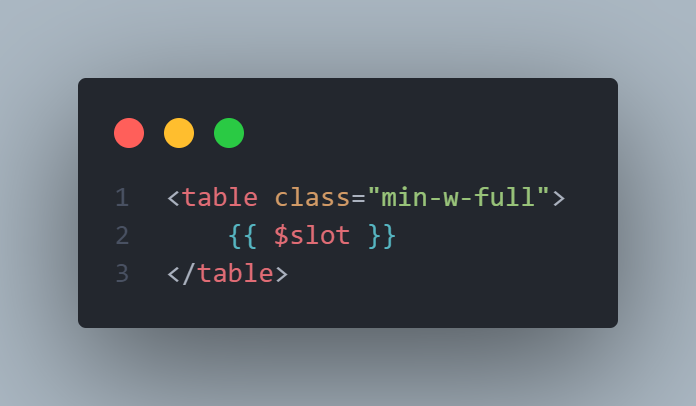 1 <table class="min-w-full">
2     {{ $slot }}
3 </table>